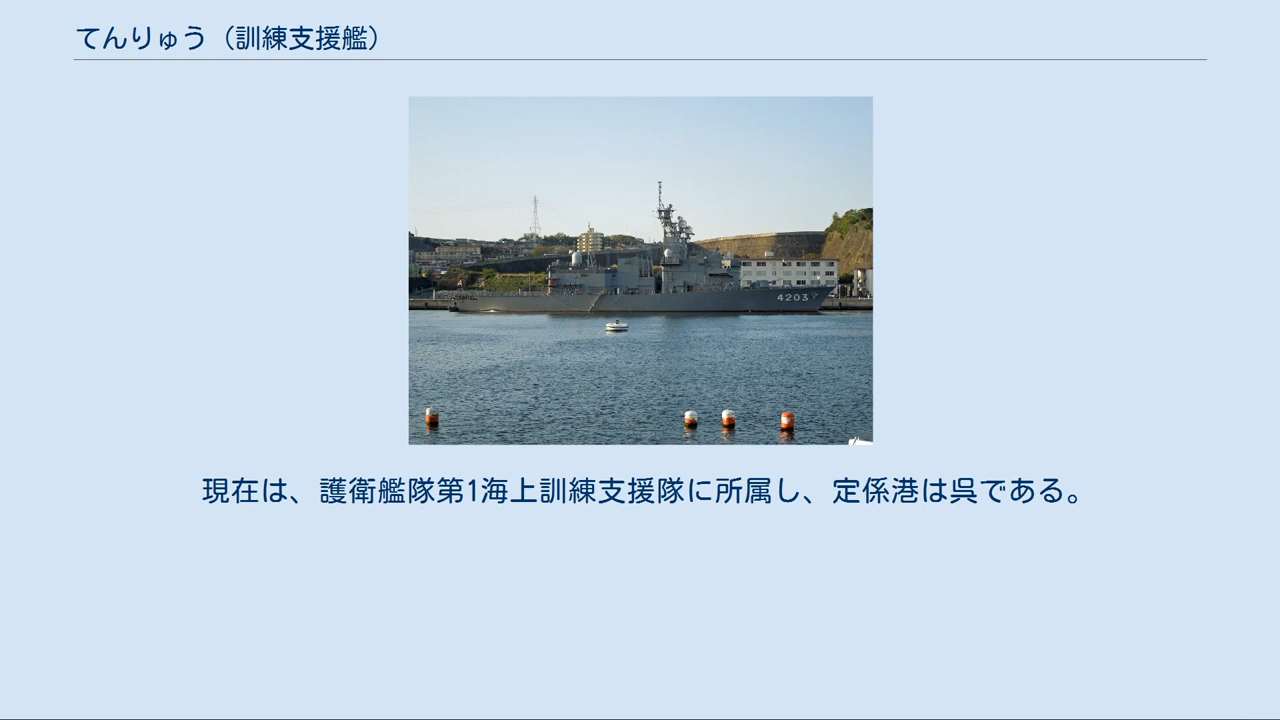 てんりゅう（訓練支援艦）
4203
現在は、護衛艦隊第1海上訓練支援隊に所属し、定係港は呉である。